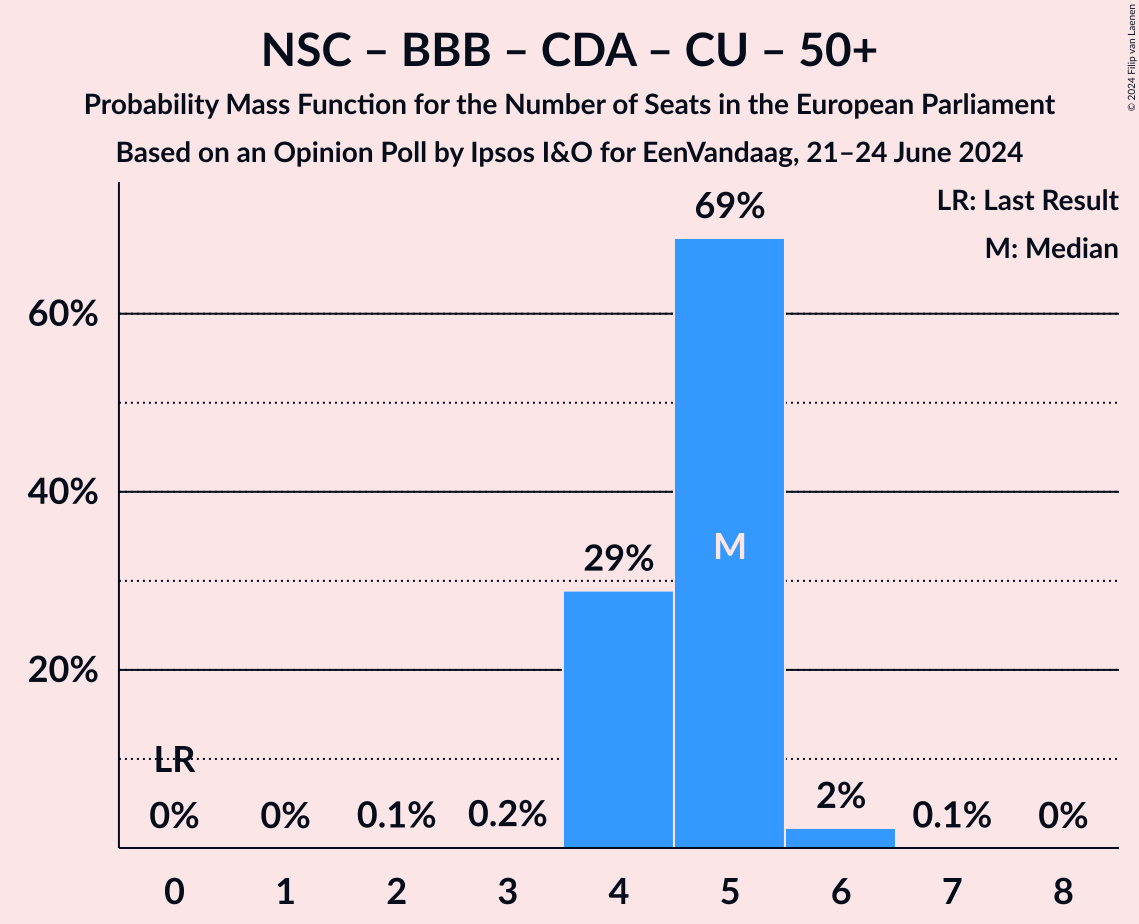 NSC – BBB – CDA – CU – 50+
Probability Mass Function for the Number of Seats in the European Parliament
Based on an Opinion Poll by Ipsos I&O for EenVandaag, 21–24 June 2024
© 2024 Filip van Laenen
LR: Last Result
M: Median
69%
60%
40%
M
29%
20%
LR
0% 0% 0.1% 0.2% 2% 0.1% 0%
0 1 2 3 4 5 6 7 8